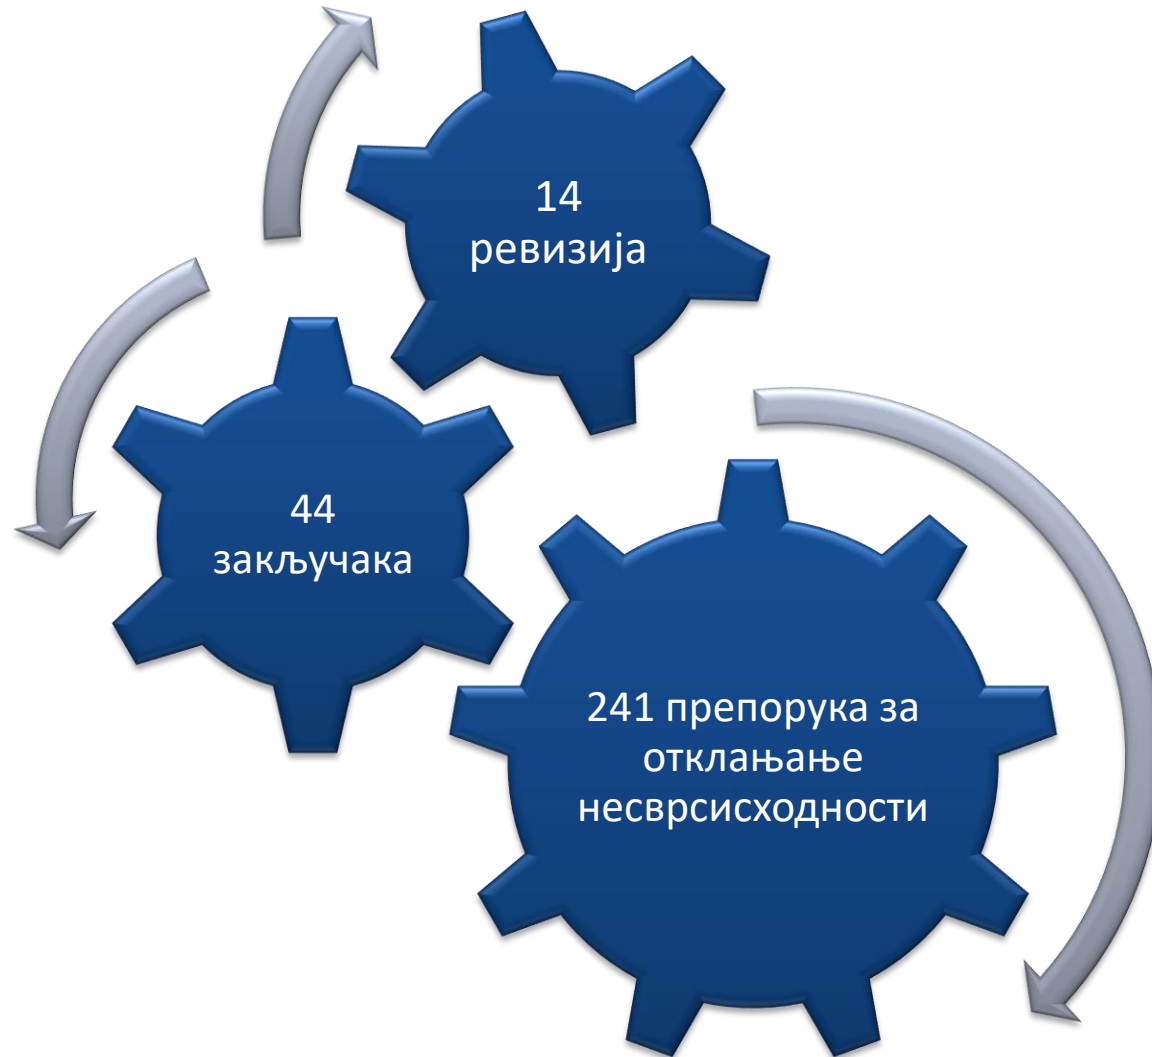 14
ревизија
44
закључака
241 препорука за
отклањање
несврсисходности